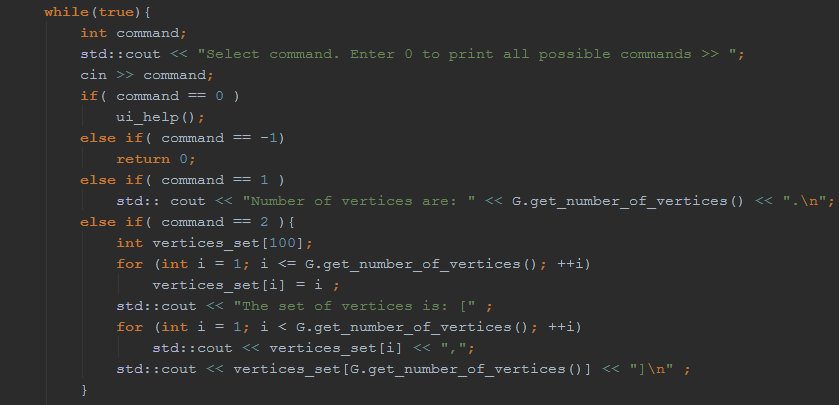 while(true){
int command;
std::cout << "Select command. Enter 0 to print all possible commands >> ";
cin >> command;
if( command == 0 )
ui_help();
else if( command == -1)
return 0;
else if( command == 1 )
std:: cout << "Number of vertices are: " << G.get_number_of_vertices() << ".\n";
else if( command == 2 ){
int vertices_set[100];
for (int i = 1; i <= G.get_number_of_vertices(); ++i)
vertices_set[i] = i ;
std::cout << "The set of vertices is: [" ;
for (int i = 1; i < G.get_number_of_vertices(); ++i)
std::cout << vertices_set[i] << ",";
std::cout << vertices_set[G.get_number_of_vertices()] << "]\n" ;
}